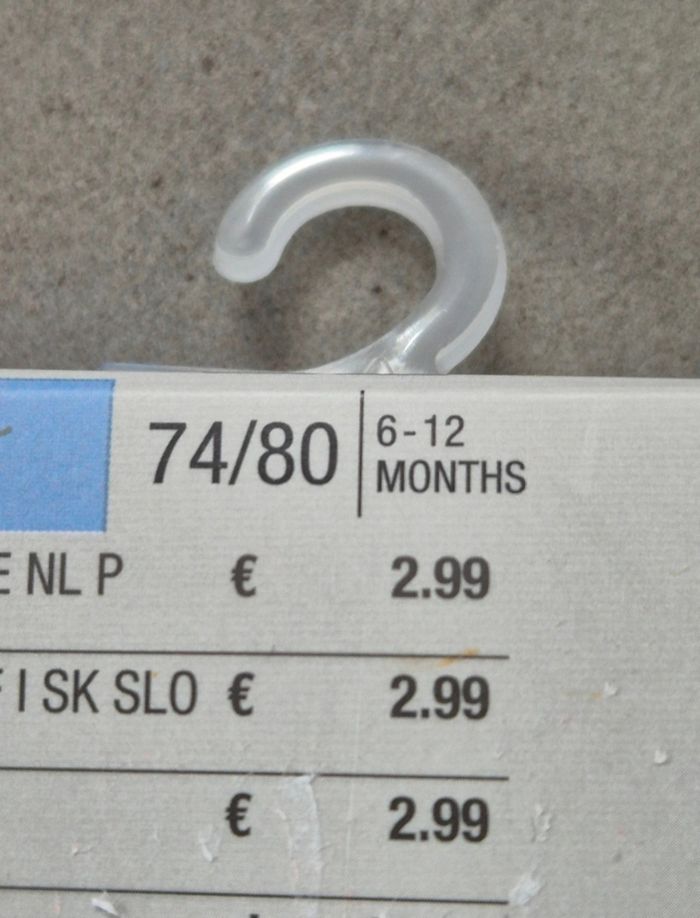 74/80
6-12
MONTHS
E NL P € 2.99
F I SK SLO € 2.99
€ 2.99